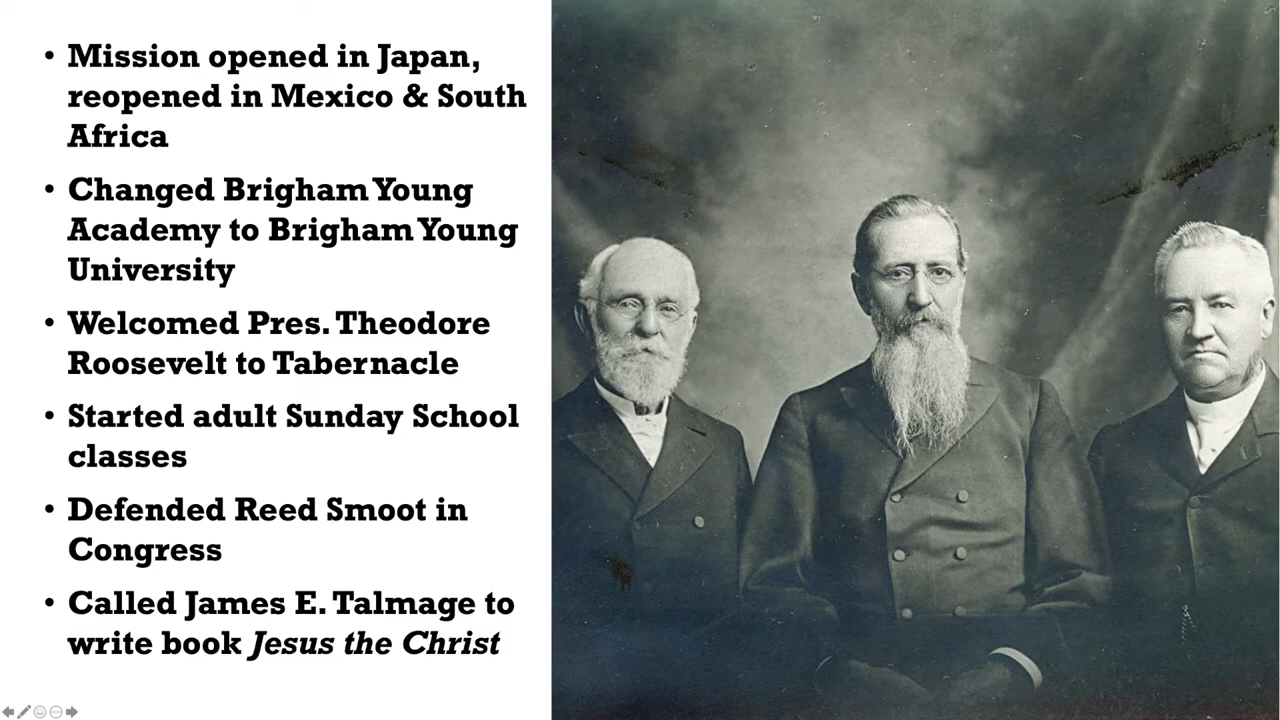 • Mission opened in Japan,
reopened in Mexico & South
Africa
• Changed Brigham Young
Academy to Brigham Young
University
• Welcomed Pres. Theodore
Roosevelt to Tabernacle
• Started adult Sunday School
classes
• Defended Reed Smoot in
Congress
• Called James E. Talmage to
write book Jesus the Christ